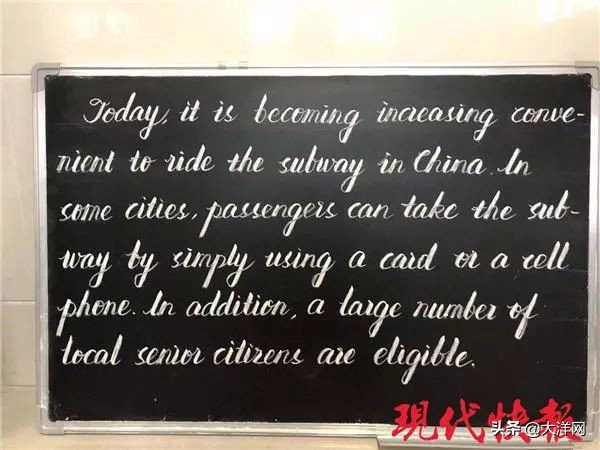 Today, it is becoming increasing conve-
nient to ride the subway in China. In
some cities, passengers can take the sub-
way by simply using a card or a cell
phone. In addition, a large number of
local senior citizens are eligible.
现代快报
头条 @大洋网